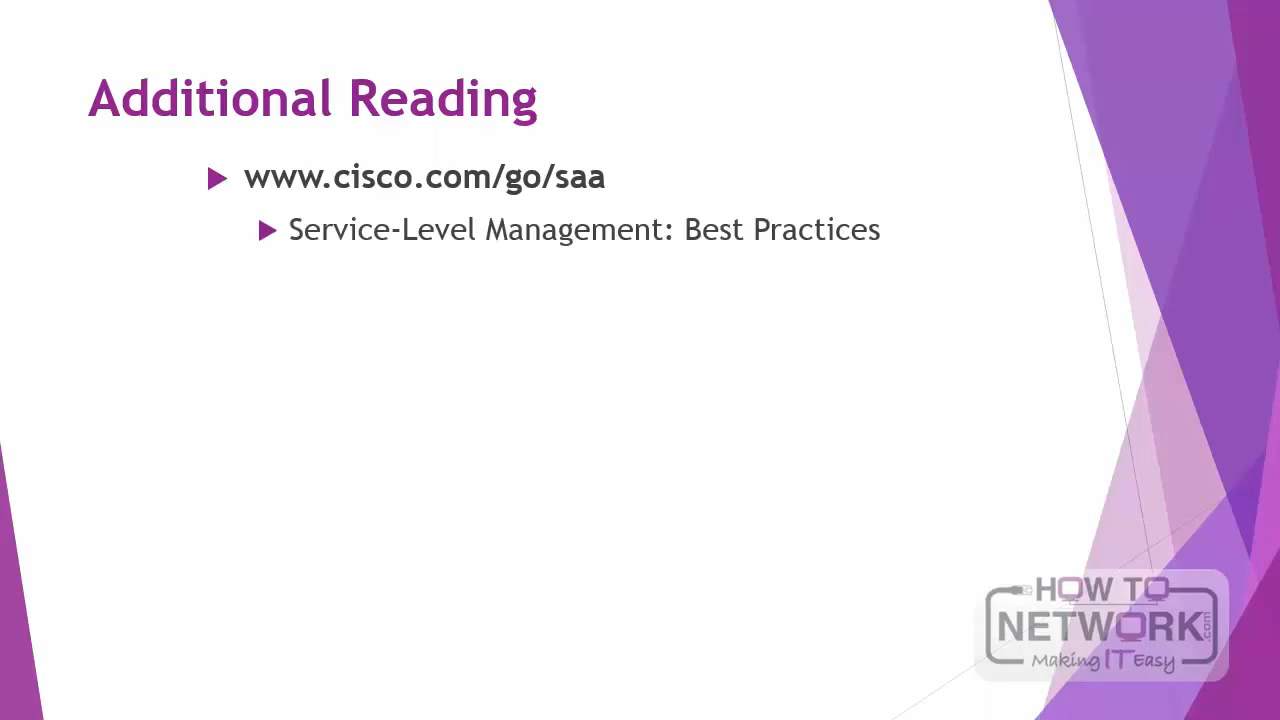 Additional Reading
www.cisco.com/go/saa
Service-Level Management: Best Practices
HOW TO
NETWORK.com
Making IT Easy